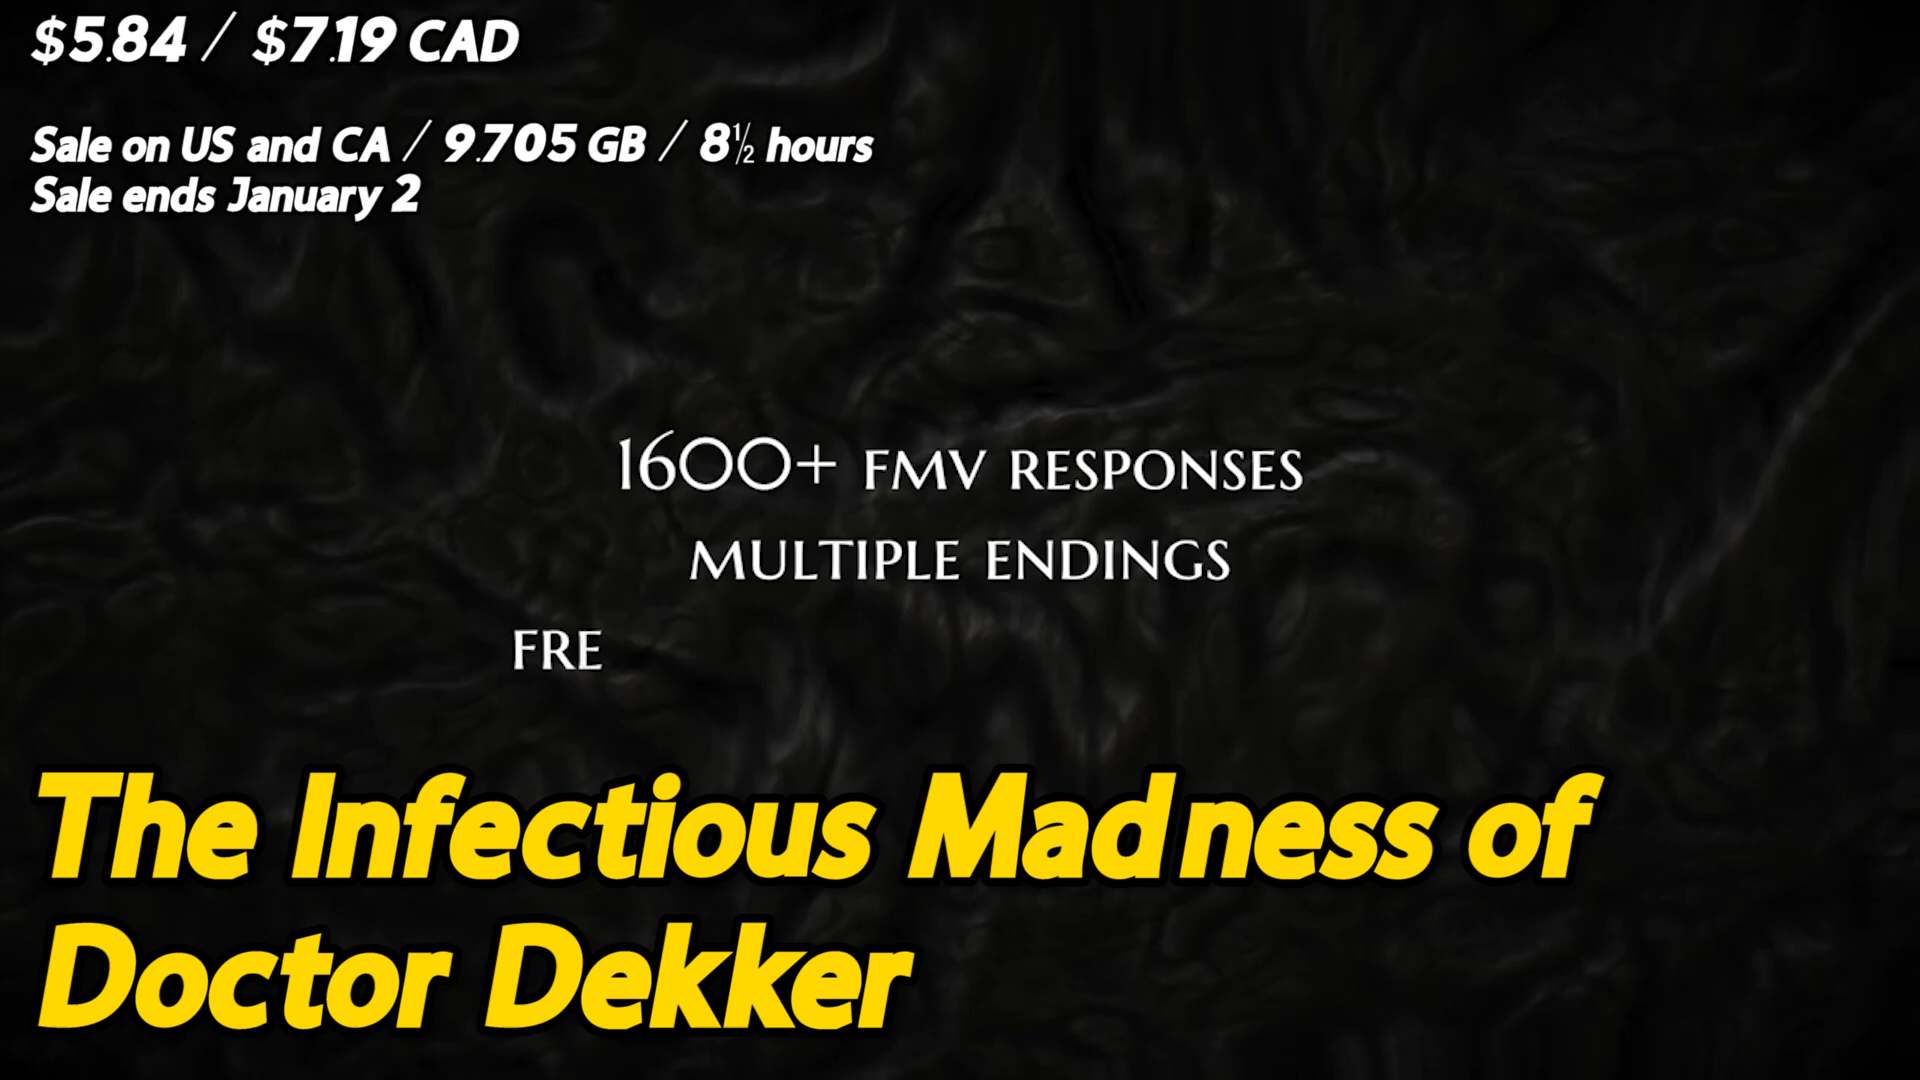 $5.84 / $7.19 CAD
Sale on US and CA / 9.705 GB / 8½ hours
Sale ends January 2
1600+ FMV RESPONSES
MULTIPLE ENDINGS
FRE
The Infectious Madness of
Doctor Dekker